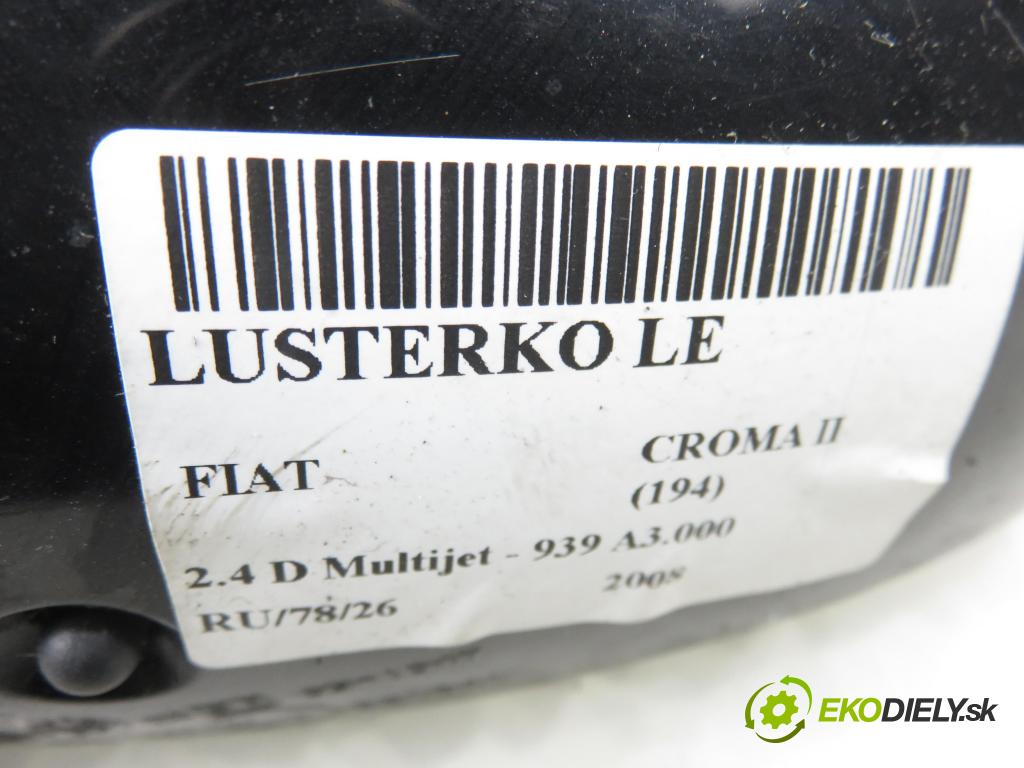 LUSTERKO LE
FIAT CROMA II
(194)
2.4 D Multijet - 939 A3.000
RU/78/26 2008
EKODIELY.sk